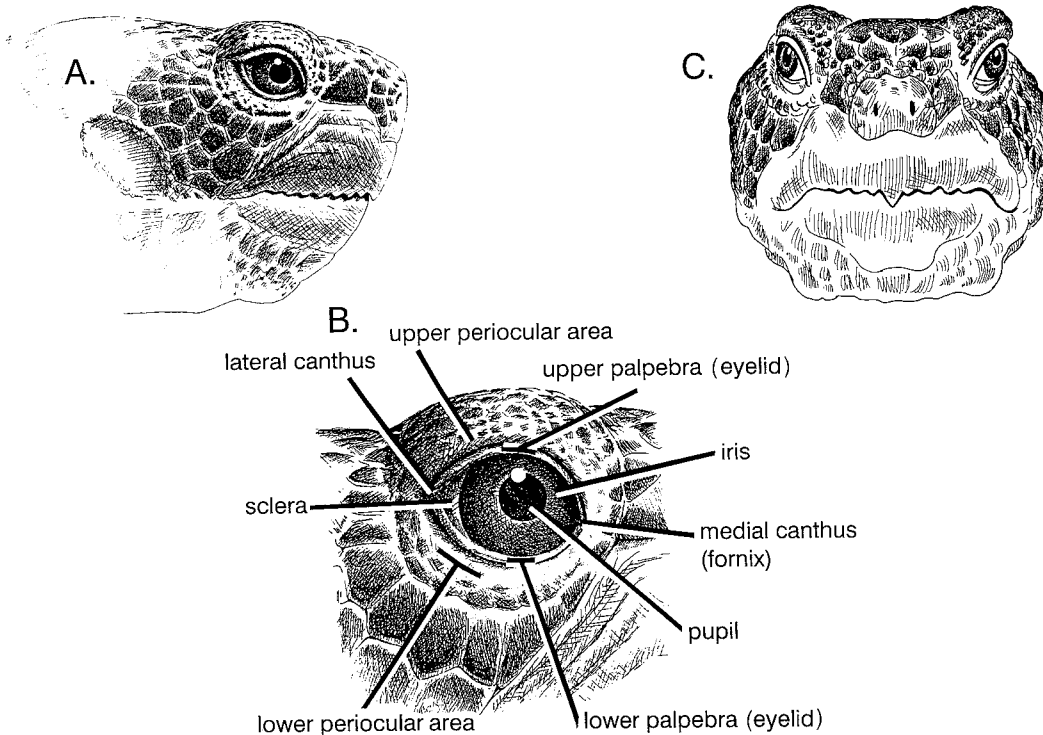 A.
C.
B.
upper periocular area
lateral canthus
upper palpebra (eyelid)
iris
sclera
medial canthus
(fornix)
pupil
lower periocular area
lower palpebra (eyelid)